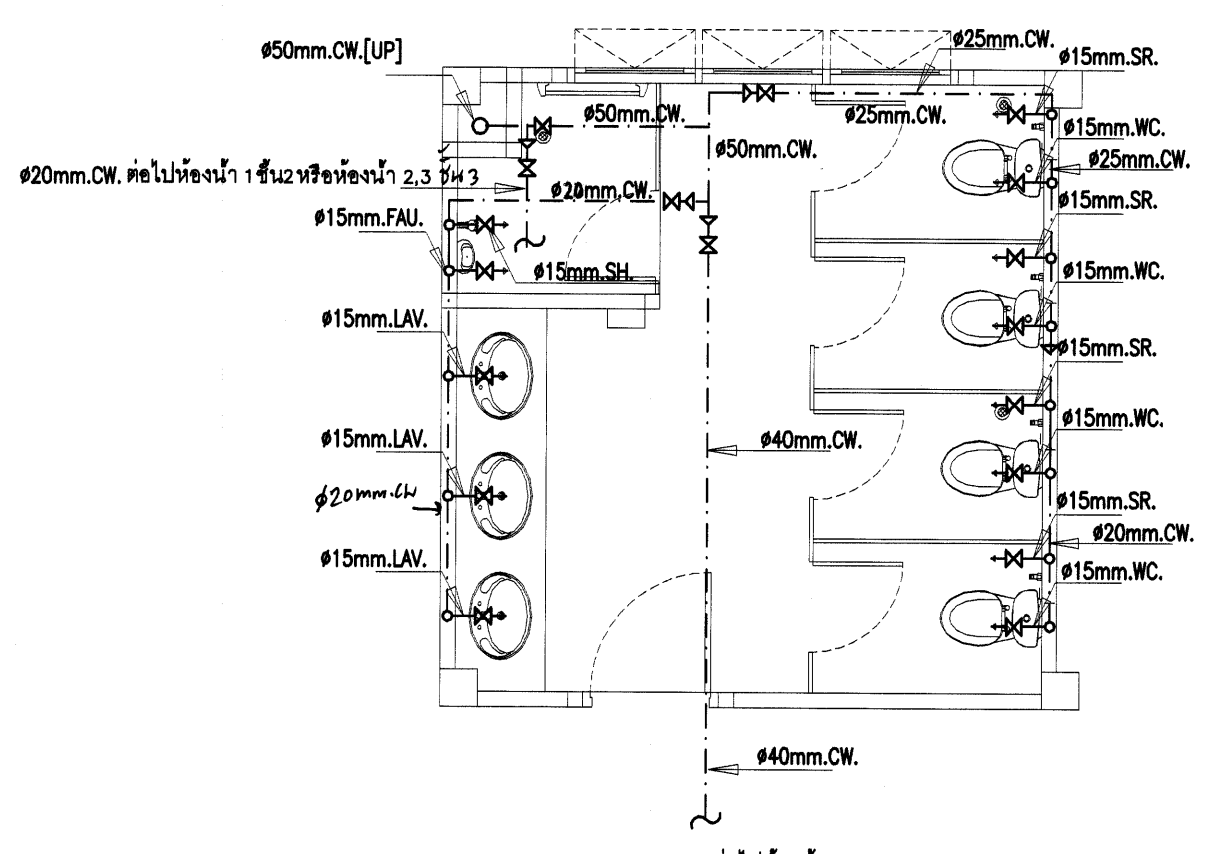 ø50mm.CW.[UP]
ø25mm.CW.
ø15mm.SR.
ø50mm.CW.
ø25mm.CW.
ø15mm.WC.
ø50mm.CW.
ø25mm.CW.
ø20mm.CW. ต่อไปห้องน้ำ 1 ชั้น2 หรือห้องน้ำ 2,3 ชั้น 3
ø20mm.CW.
ø15mm.SR.
ø15mm.FAU.
ø15mm.SH.
ø15mm.WC.
ø15mm.LAV.
ø15mm.SR.
ø15mm.WC.
ø15mm.LAV.
ø40mm.CW.
ø20mm.CW
ø15mm.SR.
ø20mm.CW.
ø15mm.LAV.
ø15mm.WC.
ø40mm.CW.